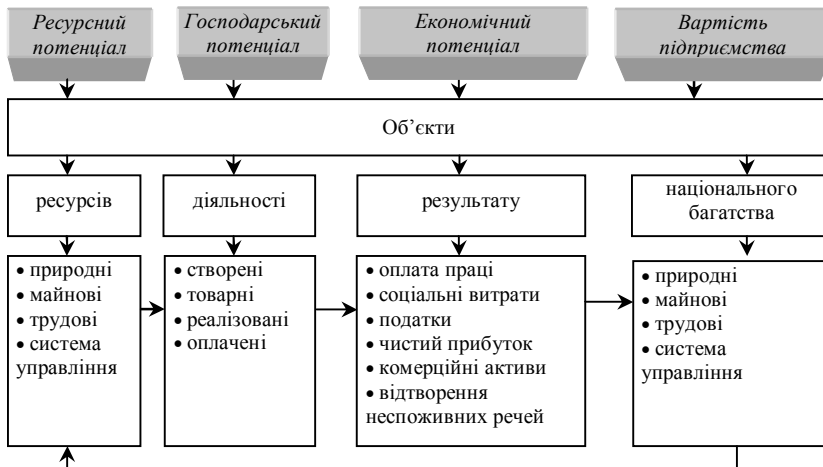 Ресурсний
потенціал
Господарський
потенціал
Економічний
потенціал
Вартість
підприємства
Об’єкти
ресурсів
діяльності
результату
національного
багатства
• природні
• майнові
• трудові
• система
управління
• створені
• товарні
• реалізовані
• оплачені
• оплата праці
• соціальні витрати
• податки
• чистий прибуток
• комерційні активи
• відтворення
неспоживних речей
• природні
• майнові
• трудові
• система
управління